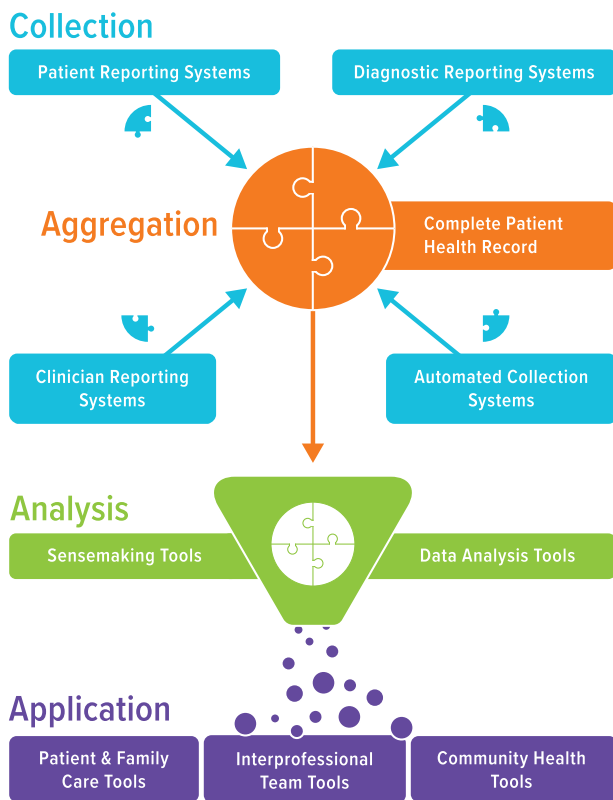 Collection
Patient Reporting Systems
Diagnostic Reporting Systems
Aggregation
Complete Patient
Health Record
Clinician Reporting
Systems
Automated Collection
Systems
Analysis
Sensemaking Tools
Data Analysis Tools
Application
Patient & Family
Care Tools
Interprofessional
Team Tools
Community Health
Tools